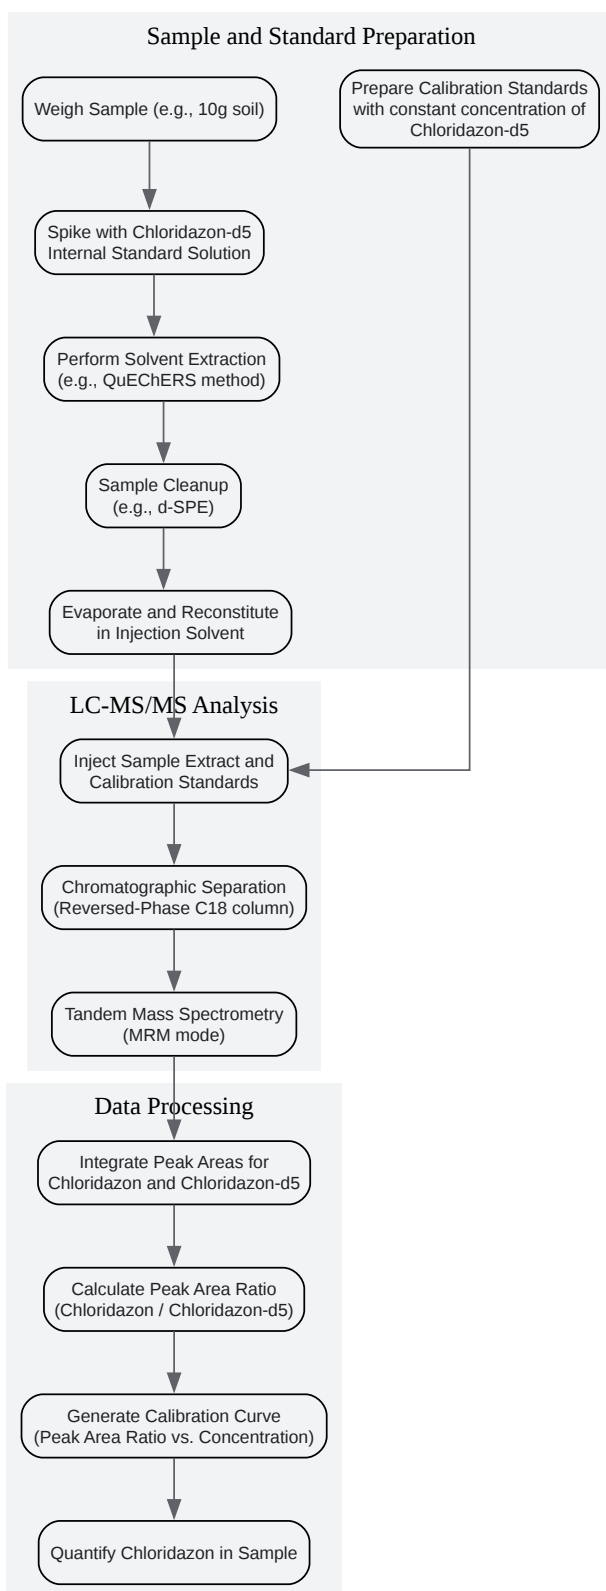 Sample and Standard Preparation
Weigh Sample (e.g., 10g soil)
Prepare Calibration Standards
with constant concentration of
Chloridazon-d5
Spike with Chloridazon-d5
Internal Standard Solution
Perform Solvent Extraction
(e.g., QuEChERS method)
Sample Cleanup
(e.g., d-SPE)
Evaporate and Reconstitute
in Injection Solvent
LC-MS/MS Analysis
Inject Sample Extract and
Calibration Standards
Chromatographic Separation
(Reversed-Phase C18 column)
Tandem Mass Spectrometry
(MRM mode)
Data Processing
Integrate Peak Areas for
Chloridazon and Chloridazon-d5
Calculate Peak Area Ratio
(Chloridazon / Chloridazon-d5)
Generate Calibration Curve
(Peak Area Ratio vs. Concentration)
Quantify Chloridazon in Sample